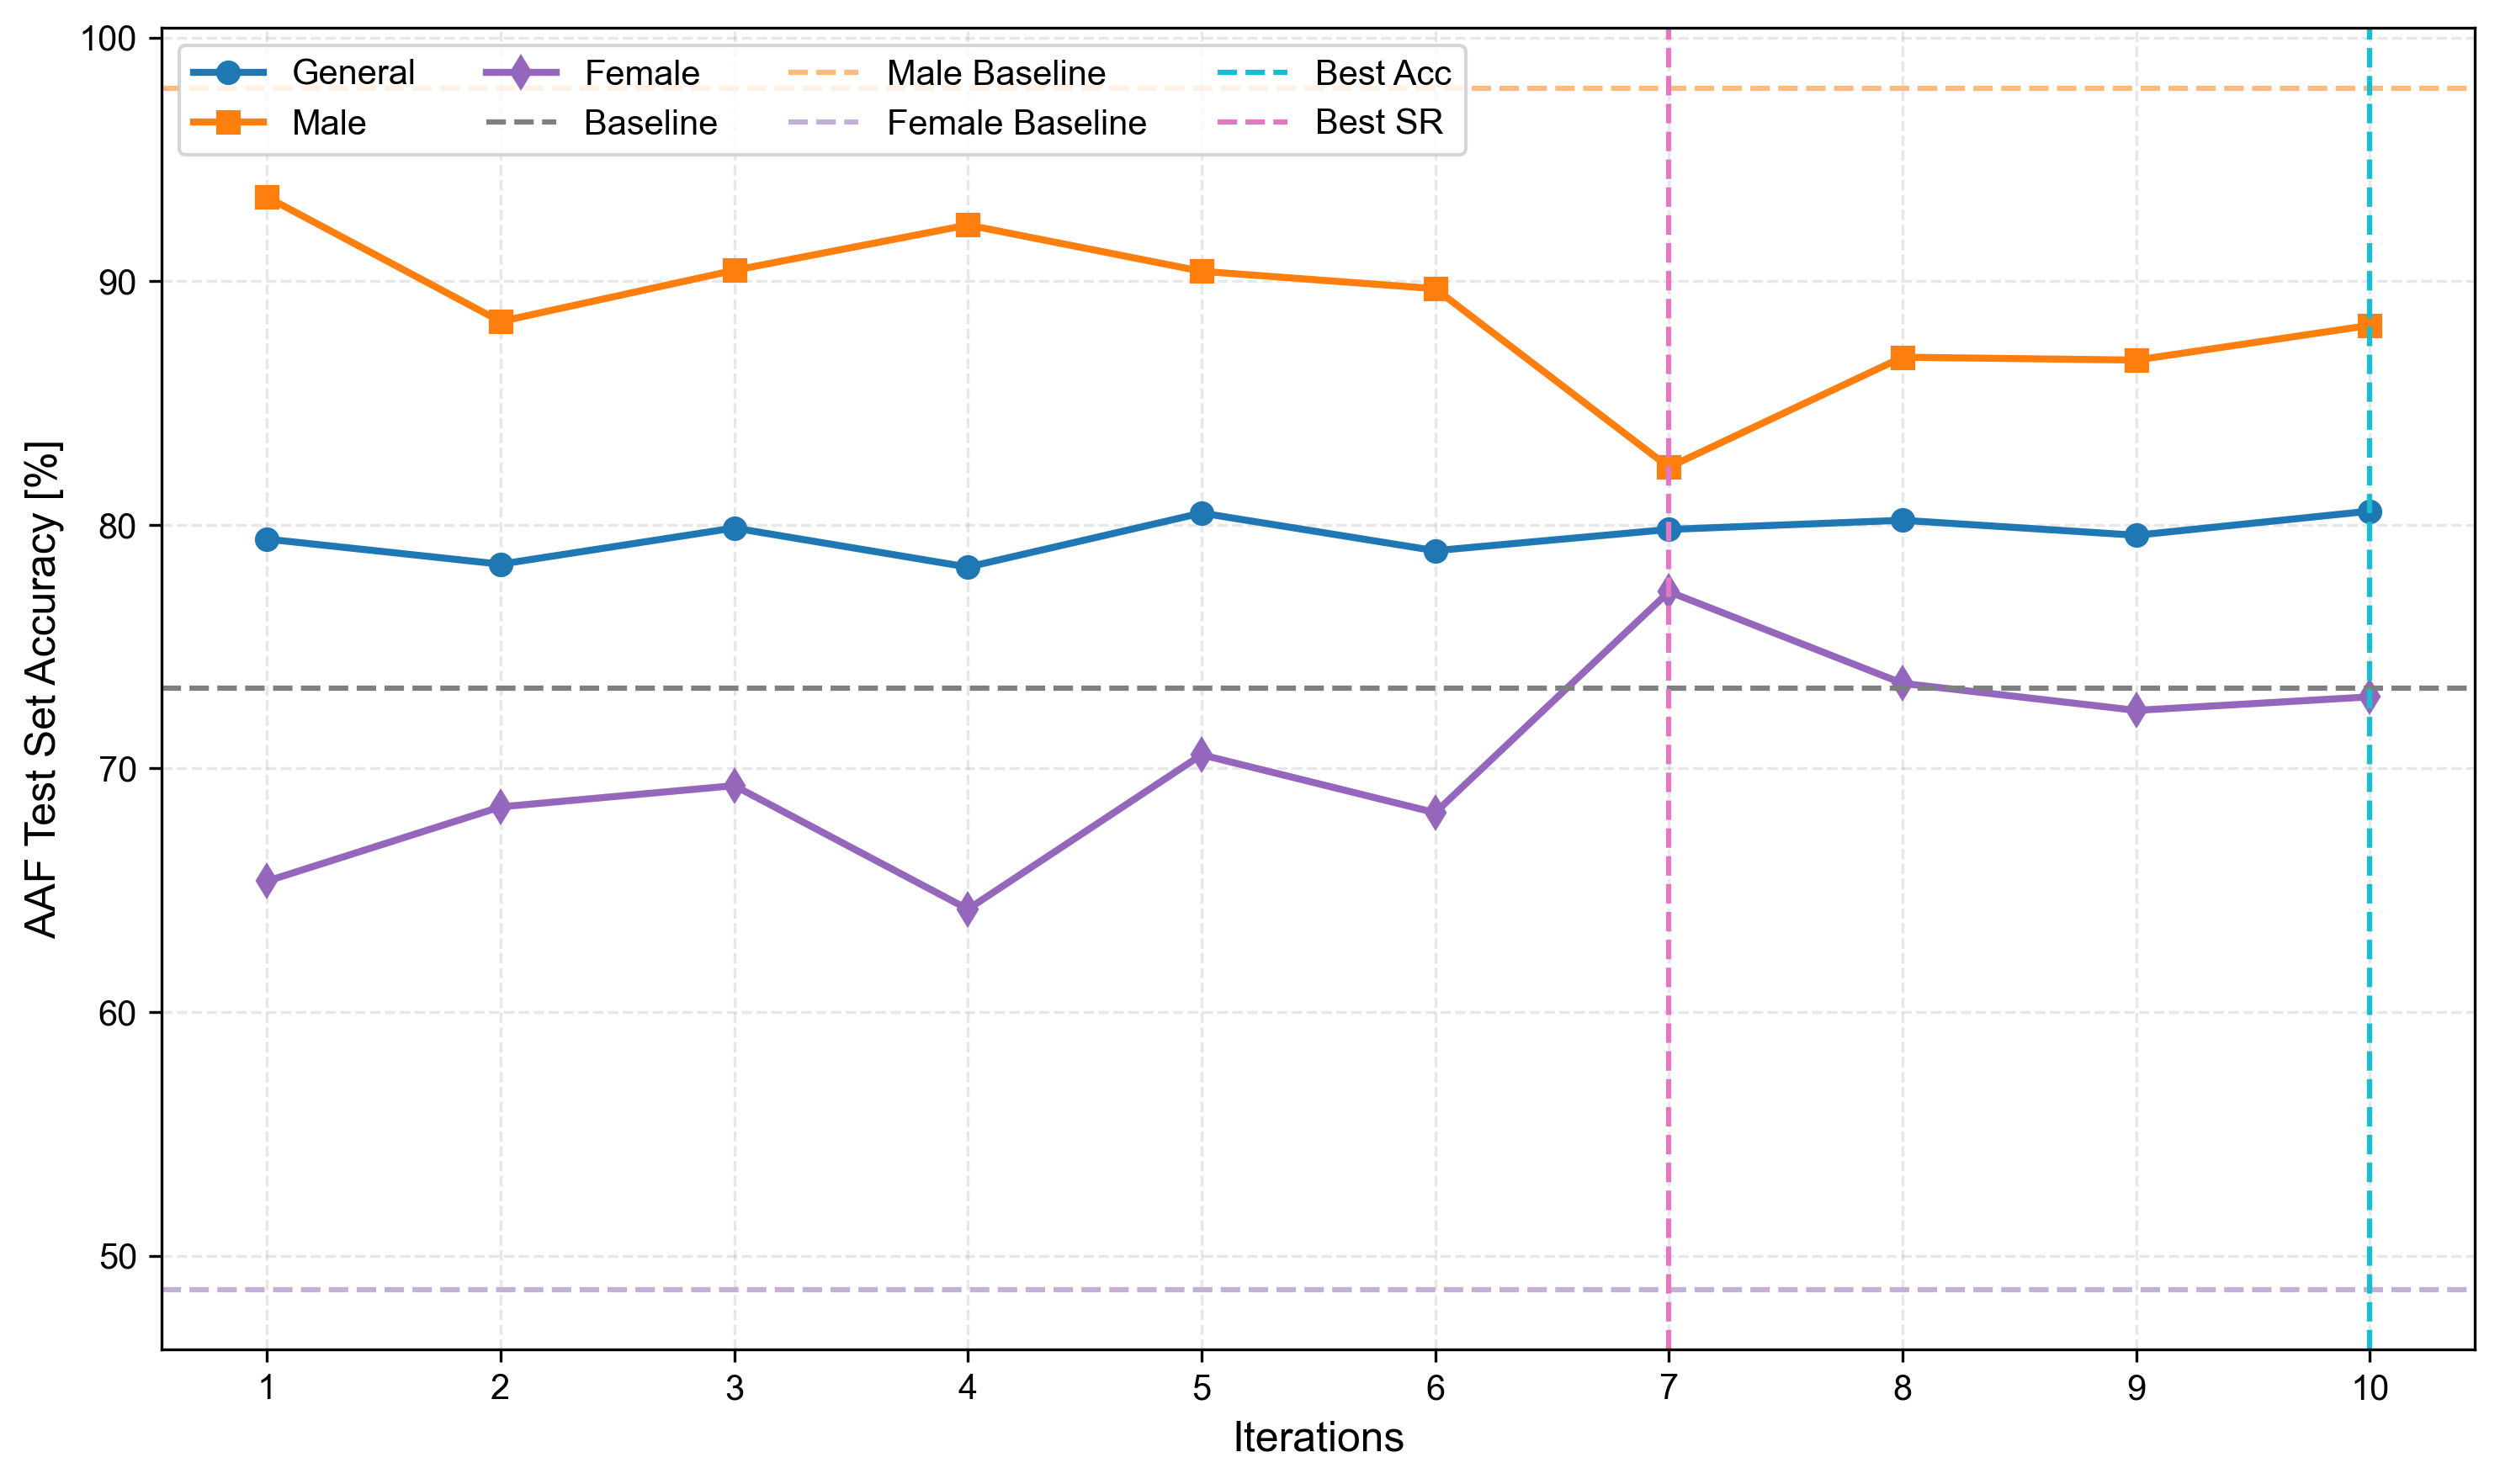 General
Male
Female
Baseline
Male Baseline
Female Baseline
Best Acc
Best SR
100
90
80
70
60
50
AAF Test Set Accuracy [%]
1 2 3 4 5 6 7 8 9 10
Iterations